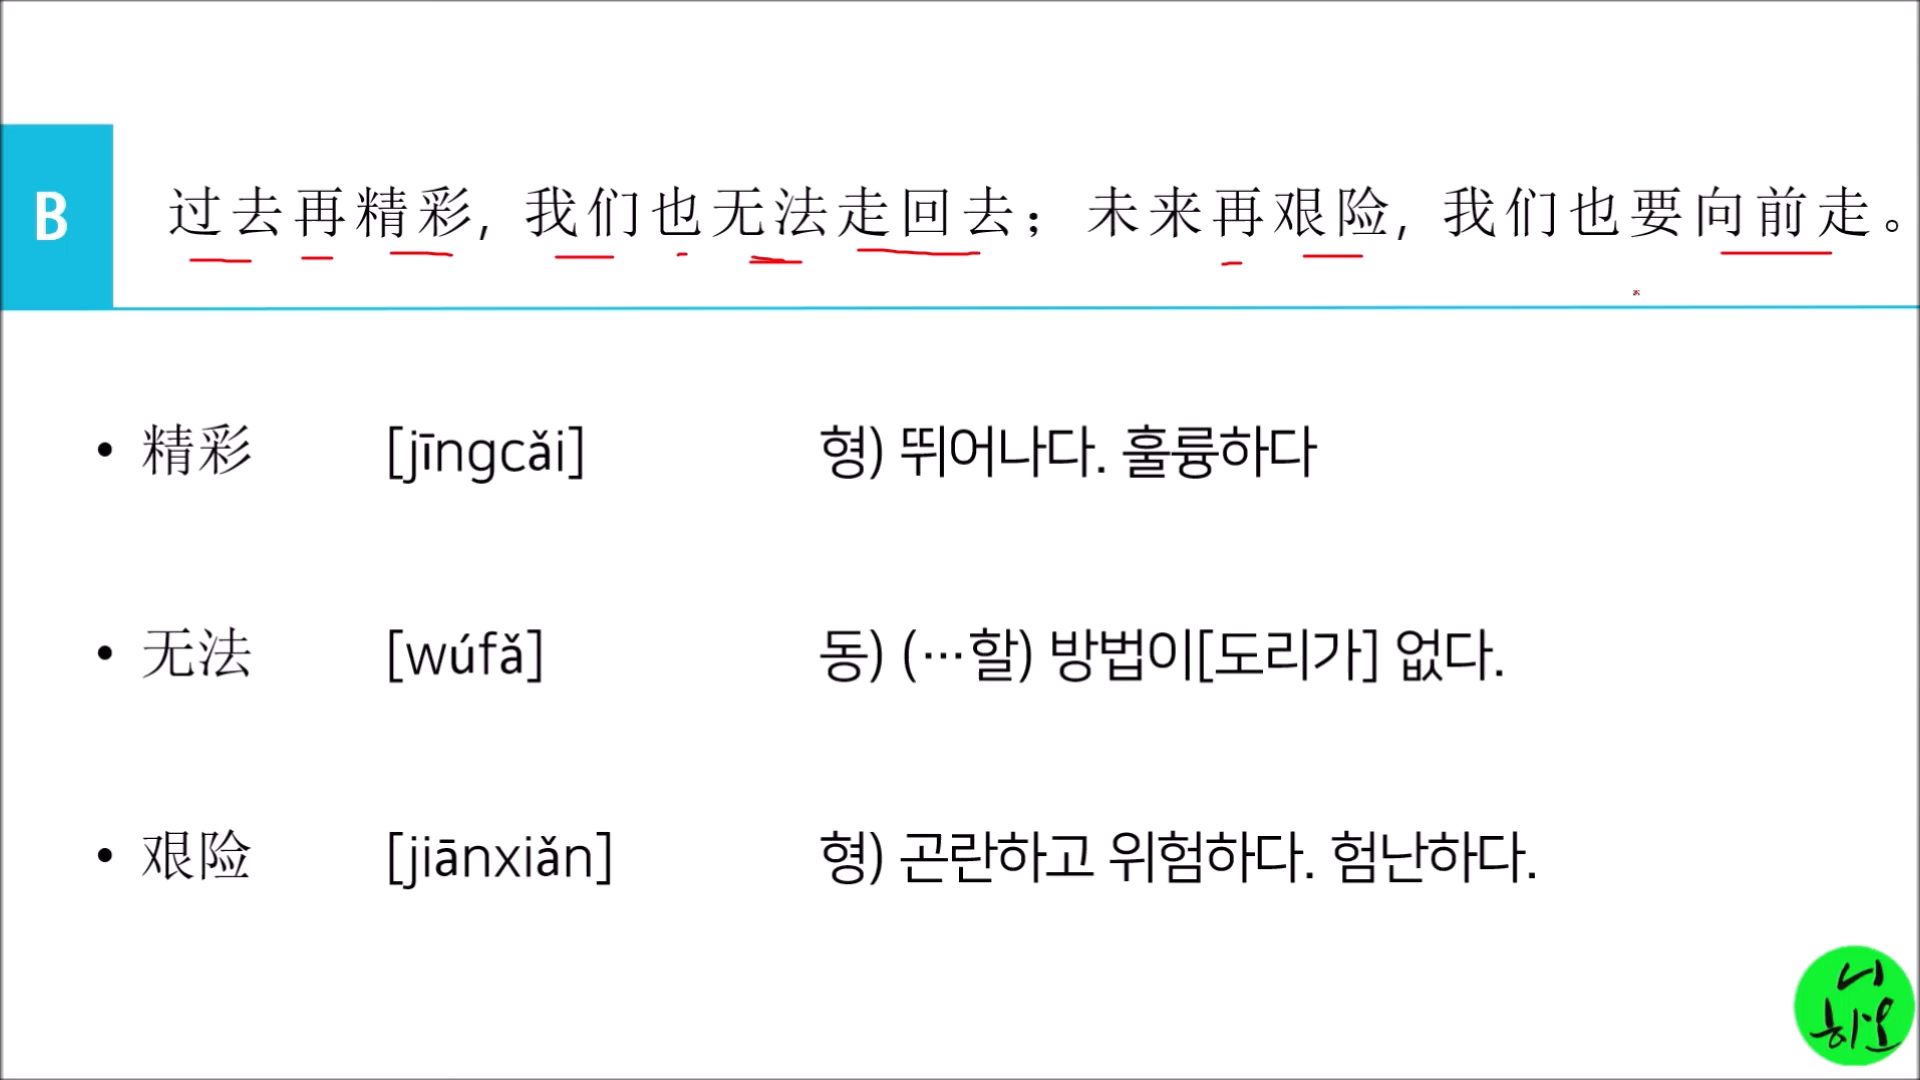 B
过去再精彩, 我们也无法走回去; 未来再艰险, 我们也要向前走。
• 精彩 [jīngcǎi] 형) 뛰어나다. 훌륭하다
• 无法 [wúfǎ] 동) (…할) 방법이[도리가] 없다.
• 艰险 [jiānxiǎn] 형) 곤란하고 위험하다. 험난하다.
니
하오